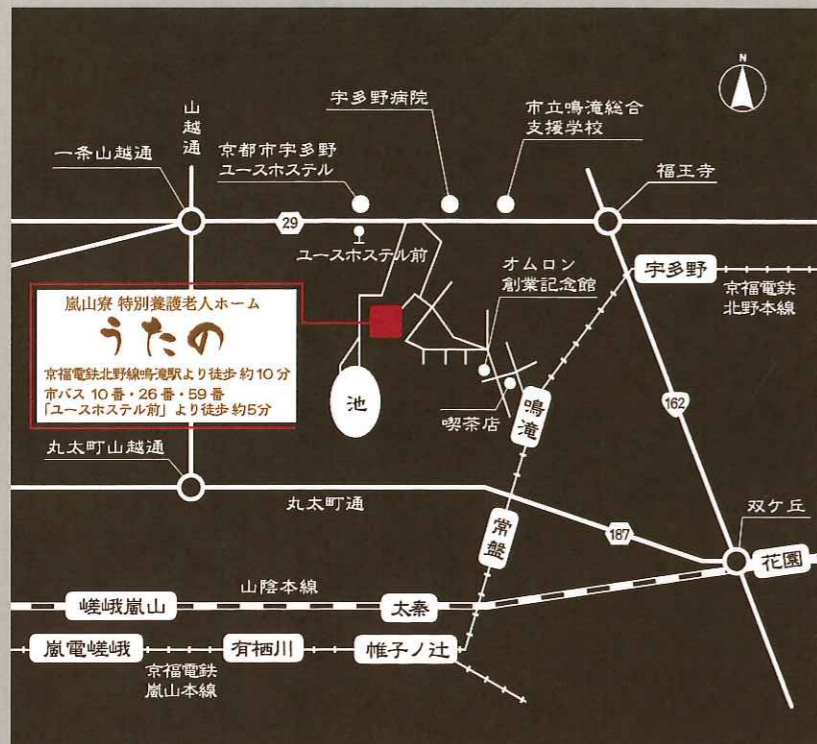 N
宇多野病院
市立鳴滝総合
支援学校
山越通
一条山越通
京都市宇多野
ユースホステル
福王寺
29
ユースホステル前
オムロン
創業記念館
宇多野
京福電鉄
北野本線
嵐山寮 特別養護老人ホーム
うたの
京福電鉄北野線鳴滝駅より徒歩 約10分
市バス 10番・26番・59番
「ユースホステル前」より徒歩 約5分
池
喫茶店
鳴滝
162
丸太町山越通
丸太町通
常盤
187
双ケ丘
花園
山陰本線
嵯峨嵐山
太秦
嵐電嵯峨
有栖川
帷子ノ辻
京福電鉄
嵐山本線